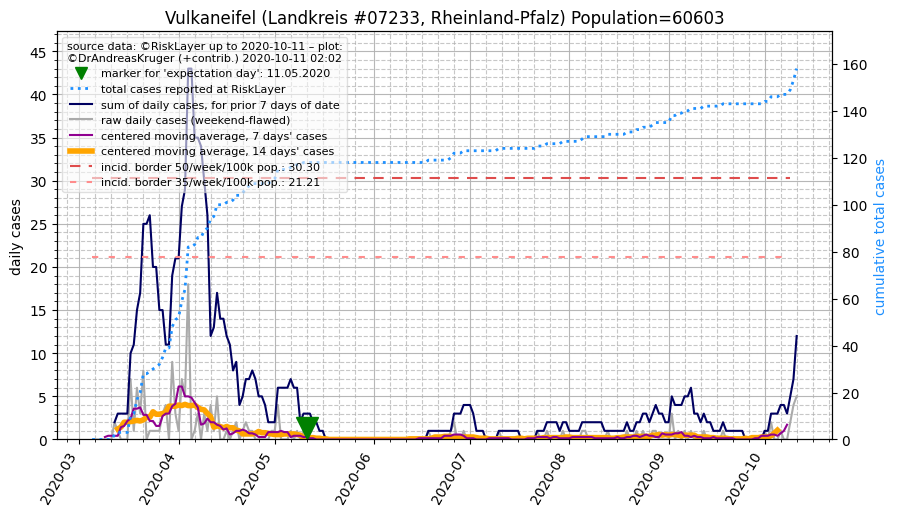 Vulkaneifel (Landkreis #07233, Rheinland-Pfalz) Population=60603
source data: ©RiskLayer up to 2020-10-11 – plot:
©DrAndreasKruger (+contrib.) 2020-10-11 02:02
marker for 'expectation day': 11.05.2020
total cases reported at RiskLayer
sum of daily cases, for prior 7 days of date
raw daily cases (weekend-flawed)
centered moving average, 7 days' cases
centered moving average, 14 days' cases
incid. border 50/week/100k pop.: 30.30
incid. border 35/week/100k pop.: 21.21
daily cases
45
40
35
30
25
20
15
10
5
0
cumulative total cases
160
140
120
100
80
60
40
20
0
2020-03
2020-04
2020-05
2020-06
2020-07
2020-08
2020-09
2020-10